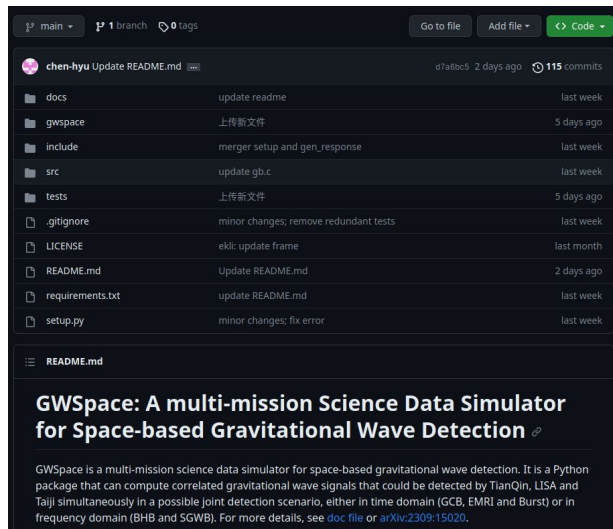 main 1 branch 0 tags Go to file Add file <> Code
chen-hyu Update README.md ... d7a6bc5 2 days ago 115 commits
docs update readme last week
gwspace 上传新文件 5 days ago
include merger setup and gen_response last week
src update gb.c last week
tests 上传新文件 5 days ago
.gitignore minor changes; remove redundant tests last week
LICENSE ekli: update frame last month
README.md Update README.md 2 days ago
requirements.txt update README.md last week
setup.py minor changes; fix error last week
README.md
GWSpace: A multi-mission Science Data Simulator
for Space-based Gravitational Wave Detection
GWSpace is a multi-mission science data simulator for space-based gravitational wave detection. It is a Python
package that can compute correlated gravitational wave signals that could be detected by TianQin, LISA and
Taiji simultaneously in a possible joint detection scenario, either in time domain (GCB, EMRI and Burst) or in
frequency domain (BHB and SGWB). For more details, see doc file or arXiv:2309:15020.